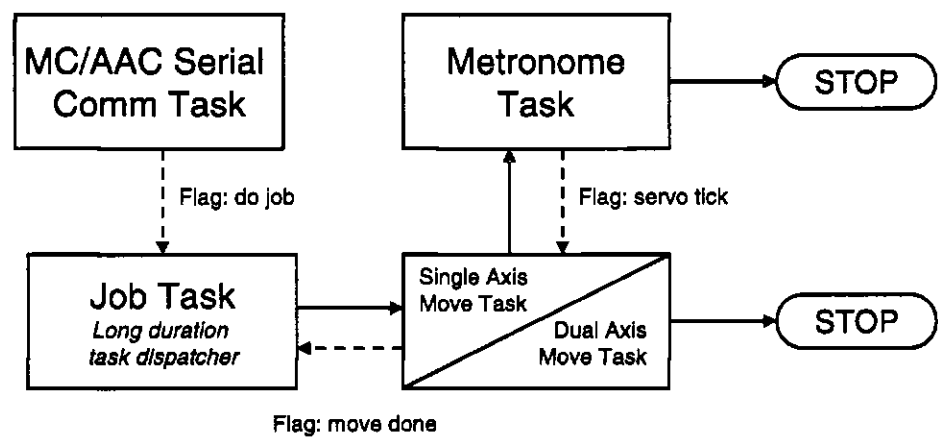 MC/AAC Serial
Comm Task
Metronome
Task
STOP
Flag: do job
Flag: servo tick
Job Task
Long duration
task dispatcher
Single Axis
Move Task
Dual Axis
Move Task
STOP
Flag: move done